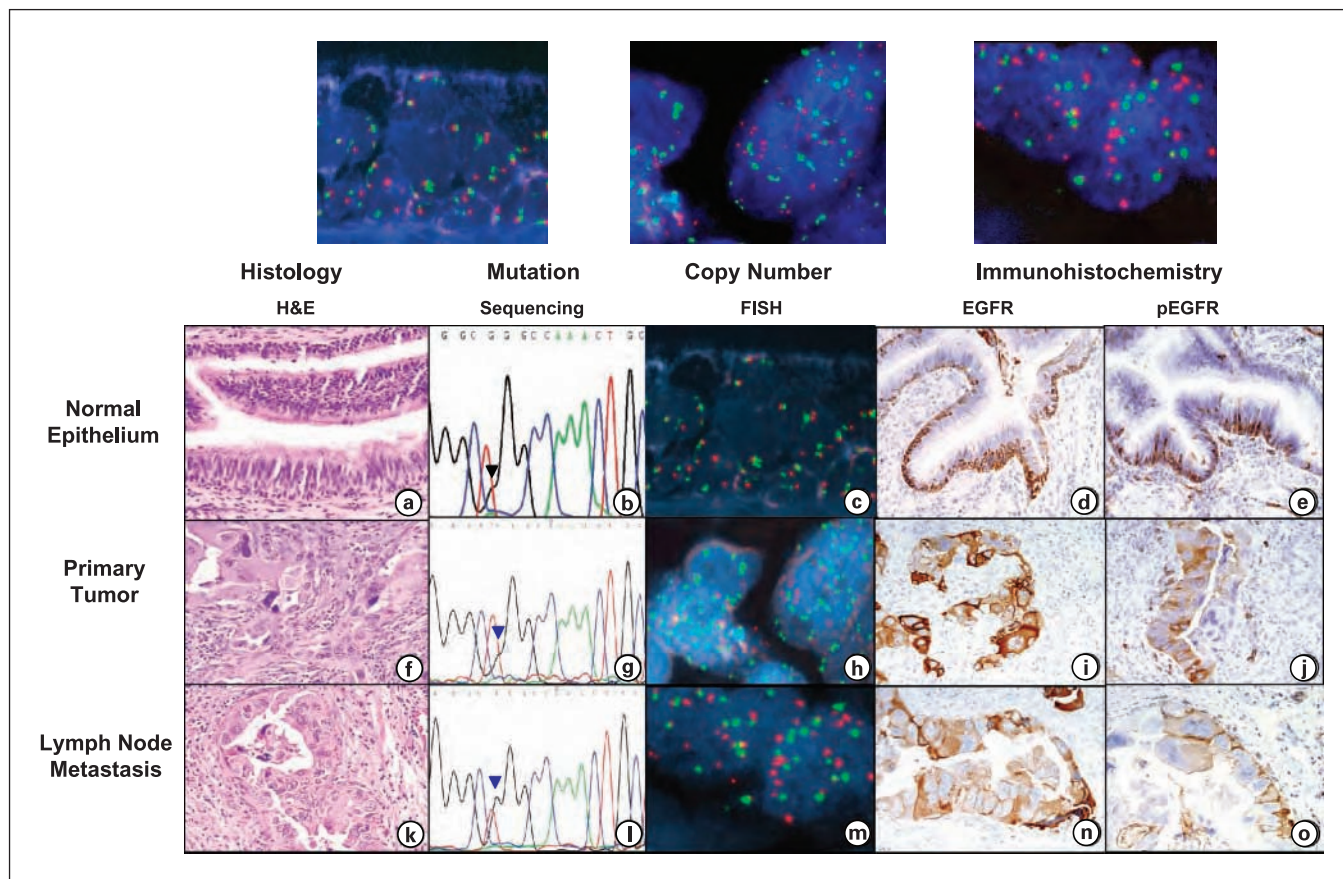 Histology Mutation Copy Number Immunohistochemistry
H&E Sequencing FISH EGFR pEGFR
G G C G G G C C A A A C T G C
Normal
Epithelium
a b c d e
Primary
Tumor
f g h i j
Lymph Node
Metastasis
k l m n o